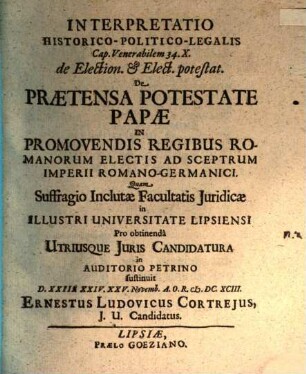 INTERPRETATIO
HISTORICO-POLITICO-LEGALIS
Cap. Venerabilem 34. X.
de Election. & Elect. potestat.
De
PRÆTENSA POTESTATE
PAPÆ
IN
PROMOVENDIS REGIBUS RO-
MANORUM ELECTIS AD SCEPTRUM
IMPERII ROMANO-GERMANICI.
Quam
Suffragio Inclutæ Facultatis Juridicæ
in
ILLUSTRI UNIVERSITATE LIPSIENSI
Pro obtinendâ
UTRIUSQUE JURIS CANDIDATURA
in
AUDITORIO PETRINO
sustinuit
D. XXIII. XXIV. XXV. Novemb. A. O. R. cIↄ. DC. XCIII.
ERNESTUS LUDOVICUS CORTREJUS,
J. U. Candidatus.
LIPSIÆ,
PRÆLO GOEZIANO.